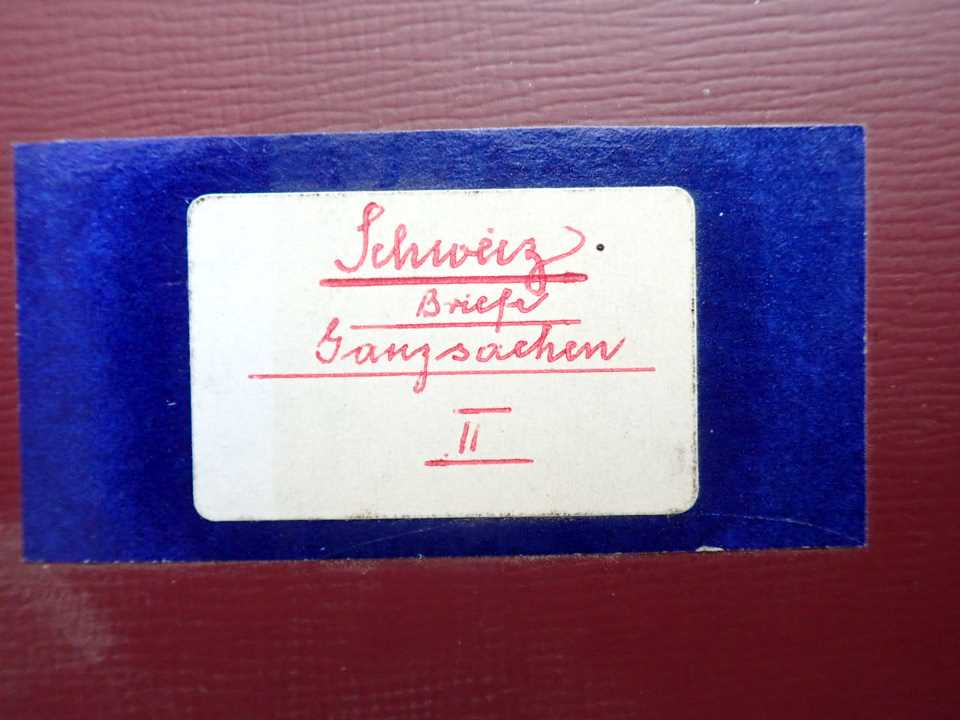 Schweiz
Briefe
Ganzsachen
II